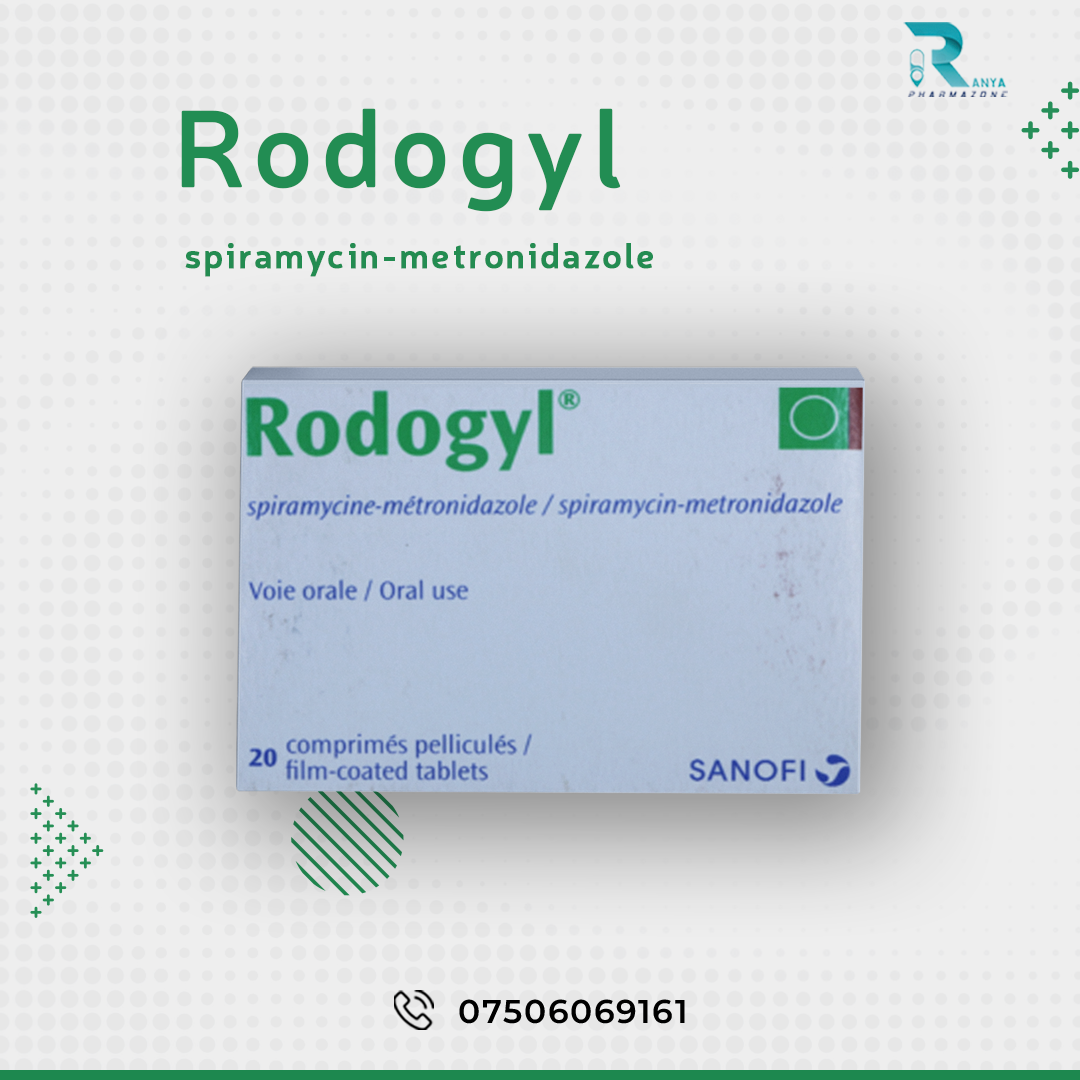 RANYA
PHARMAZONE
Rodogyl
spiramycin-metronidazole
Rodogyl®
spiramycine-métronidazole / spiramycin-metronidazole
Voie orale / Oral use
20 comprimés pelliculés /
film-coated tablets
SANOFI
07506069161